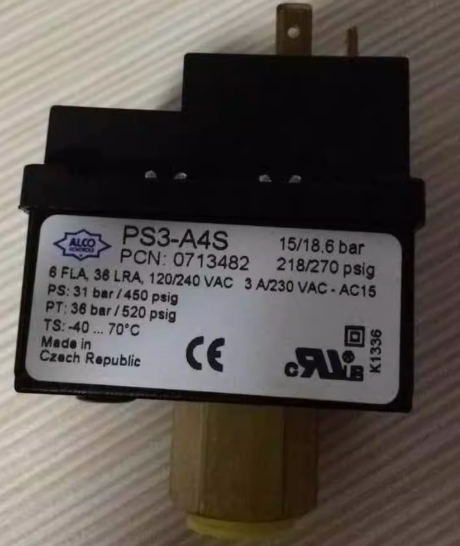 ALCO
CONTROLS
PS3-A4S
15/18,6 bar
PCN: 0713482
218/270 psig
6 FLA, 36 LRA, 120/240 VAC 3 A/230 VAC - AC15
PS: 31 bar / 450 psig
PT: 36 bar / 520 psig
TS: -40 ... 70°C
Made in
Czech Republic
CE
c RU ® LB
K1336